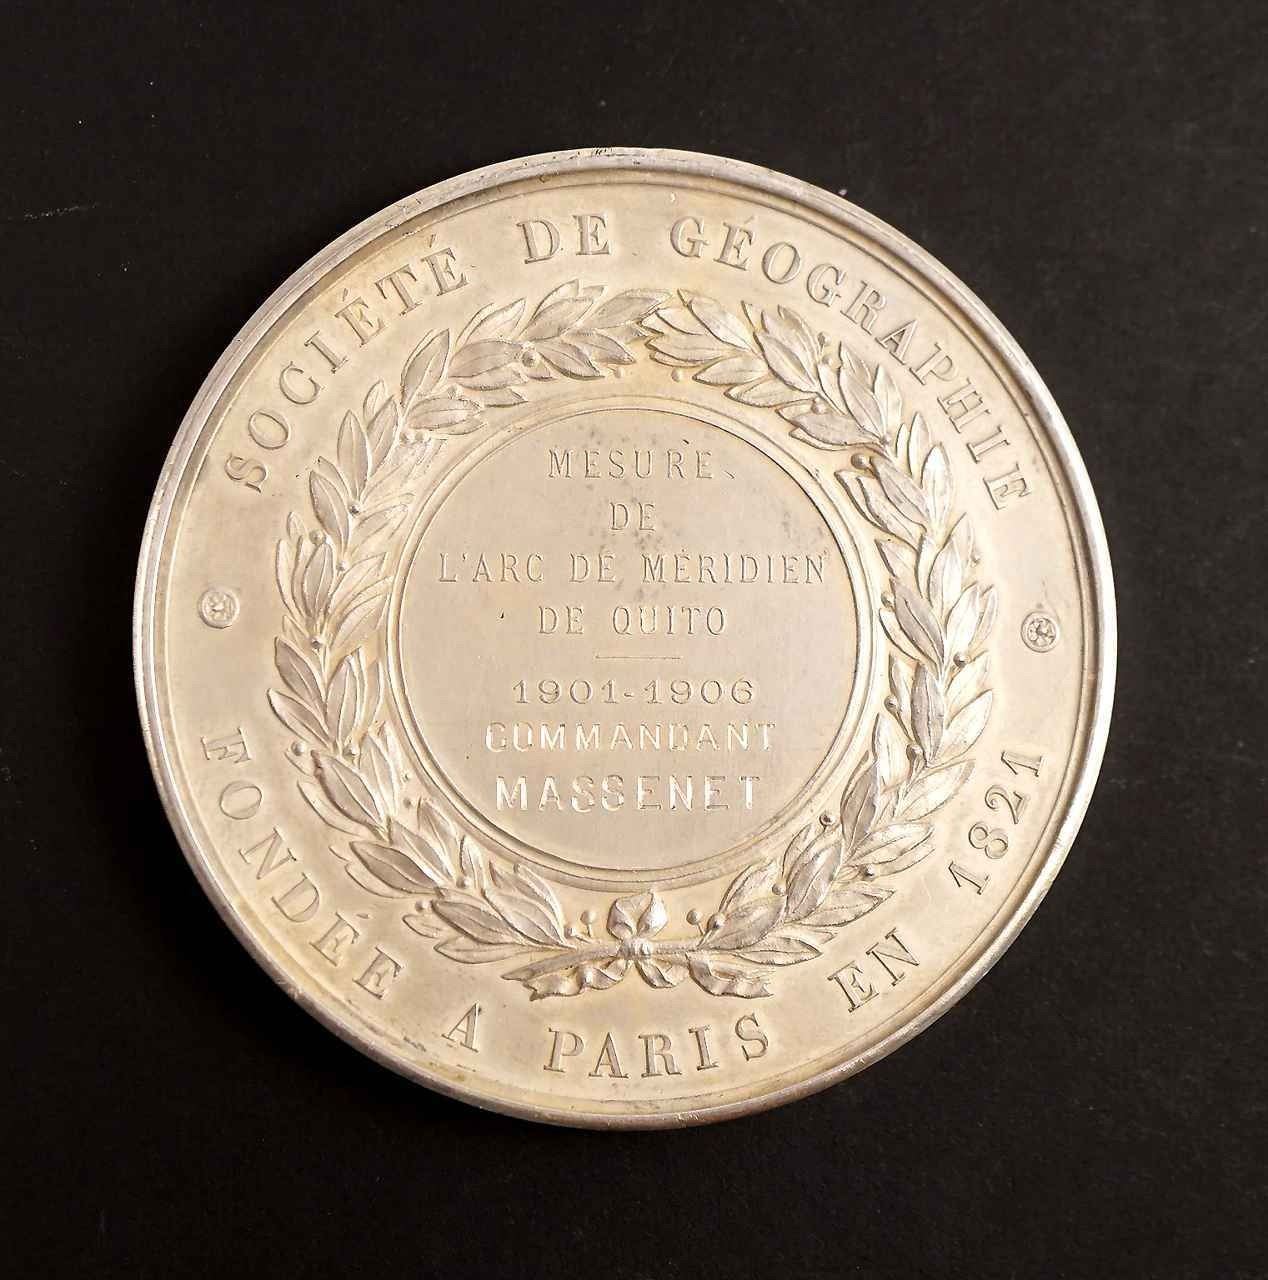 SOCIÉTÉ DE GÉOGRAPHIE
MESURE
DE
L'ARC DE MÉRIDIEN
DE QUITO
1901-1906
COMMANDANT
MASSENET
FONDÉE A PARIS EN 1821